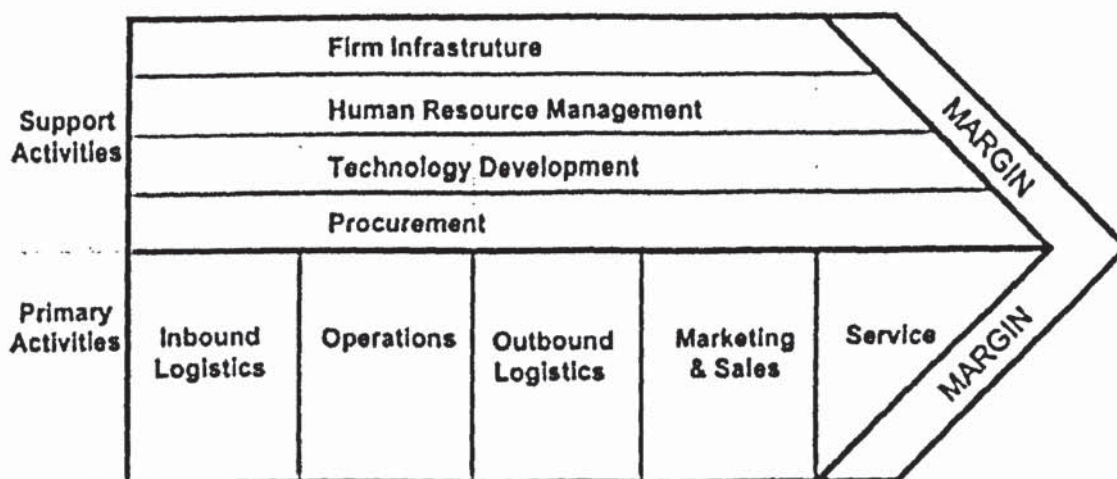 Firm Infrastruture
Human Resource Management
Support
Activities
Technology Development
Procurement
MARGIN
Primary
Activities
Inbound
Logistics
Operations
Outbound
Logistics
Marketing
& Sales
Service
MARGIN